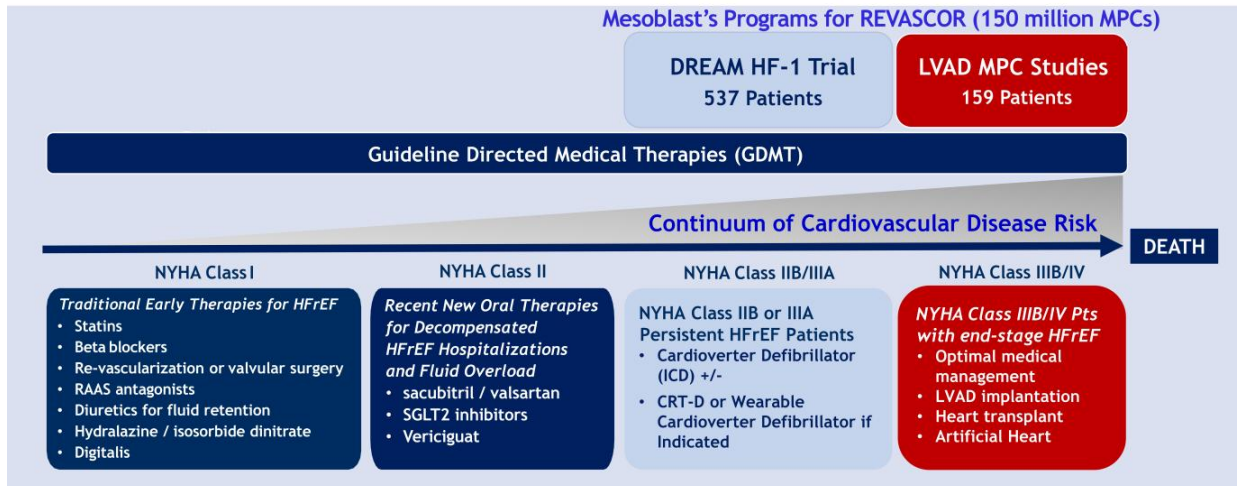 Mesoblast's Programs for REVASCOR (150 million MPCs)
DREAM HF-1 Trial
537 Patients
LVAD MPC Studies
159 Patients
Guideline Directed Medical Therapies (GDMT)
Continuum of Cardiovascular Disease Risk
DEATH
NYHA Class I
Traditional Early Therapies for HFrEF
• Statins
• Beta blockers
• Re-vascularization or valvular surgery
• RAAS antagonists
• Diuretics for fluid retention
• Hydralazine / isosorbide dinitrate
• Digitalis
NYHA Class II
Recent New Oral Therapies
for Decompensated
HFrEF Hospitalizations
and Fluid Overload
• sacubitril / valsartan
• SGLT2 inhibitors
• Vericiguat
NYHA Class IIB/IIIA
NYHA Class IIB or IIIA
Persistent HFrEF Patients
• Cardioverter Defibrillator
(ICD) +/-
• CRT-D or Wearable
Cardioverter Defibrillator if
Indicated
NYHA Class IIIB/IV
NYHA Class IIIB/IV Pts
with end-stage HFrEF
• Optimal medical
management
• LVAD implantation
• Heart transplant
• Artificial Heart